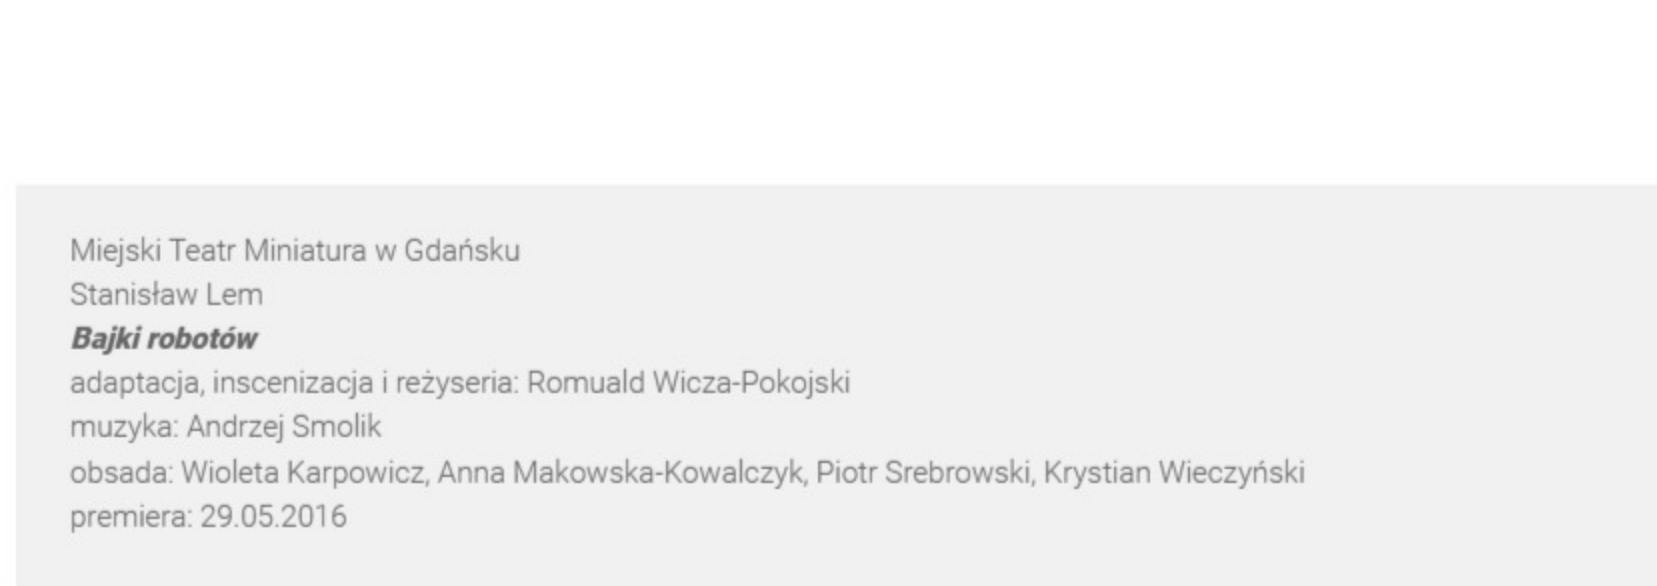 Miejski Teatr Miniatura w Gdańsku
Stanisław Lem
Bajki robotów
adaptacja, inscenizacja i reżyseria: Romuald Wicza-Pokojski
muzyka: Andrzej Smolik
obsada: Wioleta Karpowicz, Anna Makowska-Kowalczyk, Piotr Srebrowski, Krystian Wieczyński
premiera: 29.05.2016